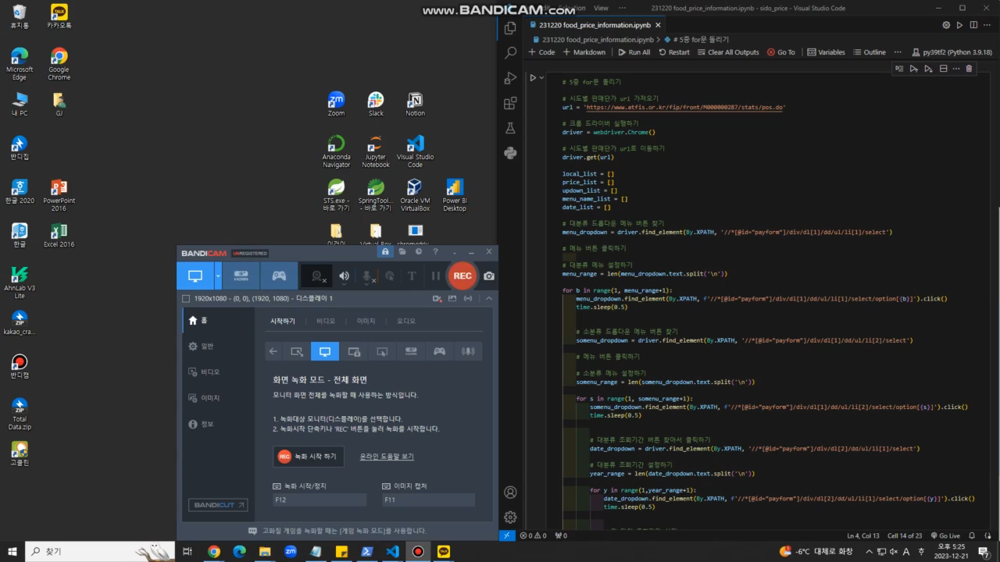 www.BANDICAM.com
휴지통
카카오톡
Microsoft Edge
Google Chrome
내 PC
GJ
반디집
한글 2020
PowerPoint 2016
한글
Excel 2016
AhnLab V3 Lite
kakao_cra...
반디캠
Total Data.zip
고클린
Zoom
Slack
Notion
Anaconda Navigator
Jupyter Notebook
Visual Studio Code
STS.exe - 바로 가기
SpringTool... - 바로 가기
Oracle VM VirtualBox
Power BI Desktop
BANDICAM UNREGISTERED
REC
1920x1080 - (0, 0), (1920, 1080) - 디스플레이 1
홈
일반
비디오
이미지
정보
BANDICUT
시작하기
비디오
이미지
오디오
화면 녹화 모드 - 전체 화면
모니터 화면 전체를 녹화할 때 사용하는 방식입니다.
1. 녹화대상 모니터(디스플레이)를 선택합니다.
2. 녹화시작 단축키나 'REC' 버튼을 눌러 녹화를 시작합니다.
REC 녹화 시작 하기
온라인 도움말 보기
녹화 시작/정지
이미지 캡처
F12
F11
고화질 게임을 녹화할 때는 [게임 녹화 모드]를 사용합니다.
View ··· 231220 food_price_information.ipynb - sido_price - Visual Studio Code
231220 food_price_information.ipynb
231220 food_price_information.ipynb > # 5중 for문 돌리기
+ Code + Markdown Run All Restart Clear All Outputs Go To Variables Outline ··· py39tf2 (Python 3.9.18)
# 5중 for문 돌리기
# 시도별 판매단가 url 가져오기
url = 'https://www.atfis.or.kr/fip/front/M000000287/stats/pos.do'
# 크롬 드라이버 실행하기
driver = webdriver.Chrome()
# 시도별 판매단가 url로 이동하기
driver.get(url)
local_list = []
price_list = []
updown_list = []
menu_name_list = []
date_list = []
# 대분류 드롭다운 메뉴 버튼 찾기
menu_dropdown = driver.find_element(By.XPATH, '//*[@id="payform"]/div/dl[1]/dd/ul/li[1]/select')
# 메뉴 버튼 클릭하기
# 대분류 메뉴 설정하기
menu_range = len(menu_dropdown.text.split('\n'))
for b in range(1, menu_range+1):
menu_dropdown.find_element(By.XPATH, f'//*[@id="payform"]/div/dl[1]/dd/ul/li[1]/select/option[{b}]').click()
time.sleep(0.5)
# 소분류 드롭다운 메뉴 버튼 찾기
somenu_dropdown = driver.find_element(By.XPATH, '//*[@id="payform"]/div/dl[1]/dd/ul/li[2]/select')
# 메뉴 버튼 클릭하기
# 소분류 메뉴 설정하기
somenu_range = len(somenu_dropdown.text.split('\n'))
for s in range(1, somenu_range+1):
somenu_dropdown.find_element(By.XPATH, f'//*[@id="payform"]/div/dl[1]/dd/ul/li[2]/select/option[{s}]').click()
time.sleep(0.5)
# 대분류 조회기간 버튼 찾아서 클릭하기
date_dropdown = driver.find_element(By.XPATH, '//*[@id="payform"]/div/dl[2]/dd/ul/li[1]/select')
# 대분류 조회기간 설정하기
year_range = len(date_dropdown.text.split('\n'))
for y in range(1,year_range+1):
date_dropdown.find_element(By.XPATH, f'//*[@id="payform"]/div/dl[2]/dd/ul/li[1]/select/option[{y}]').click()
time.sleep(0.5)
0 0 0
Ln 4, Col 13 Cell 14 of 23 Go Live
찾기
-6°C 대체로 화창
A
오후 5:25
2023-12-21